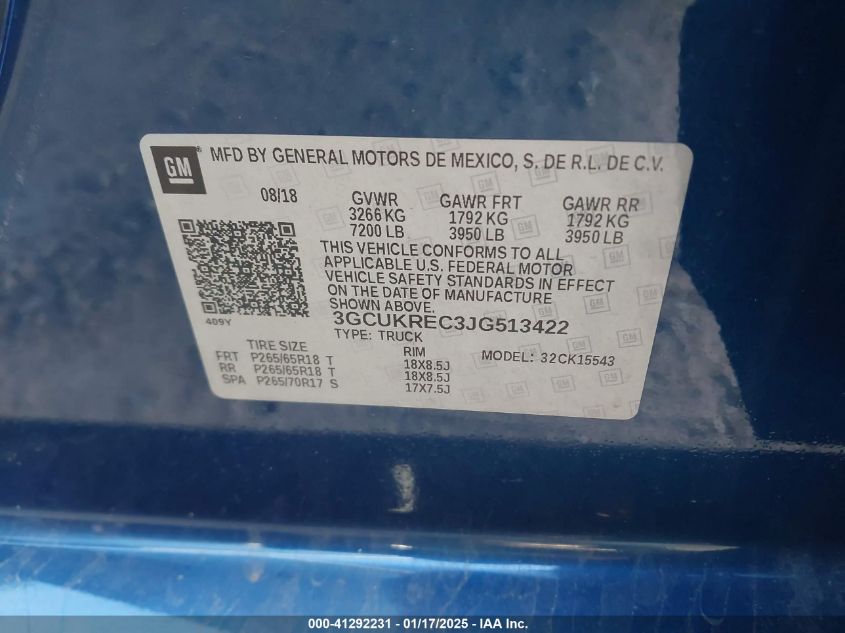 GM
MFD BY GENERAL MOTORS DE MEXICO, S. DE R.L. DE C.V.
08/18 GVWR GAWR FRT GAWR RR
3266 KG 1792 KG 1792 KG
7200 LB 3950 LB 3950 LB
THIS VEHICLE CONFORMS TO ALL
APPLICABLE U.S. FEDERAL MOTOR
VEHICLE SAFETY STANDARDS IN EFFECT
ON THE DATE OF MANUFACTURE
SHOWN ABOVE.
409Y
3GCUKREC3JG513422
TYPE: TRUCK
TIRE SIZE RIM MODEL: 32CK15543
FRT P265/65R18 T 18X8.5J
RR P265/65R18 T 18X8.5J
SPA P265/70R17 S 17X7.5J
000-41292231 - 01/17/2025 - IAA Inc.